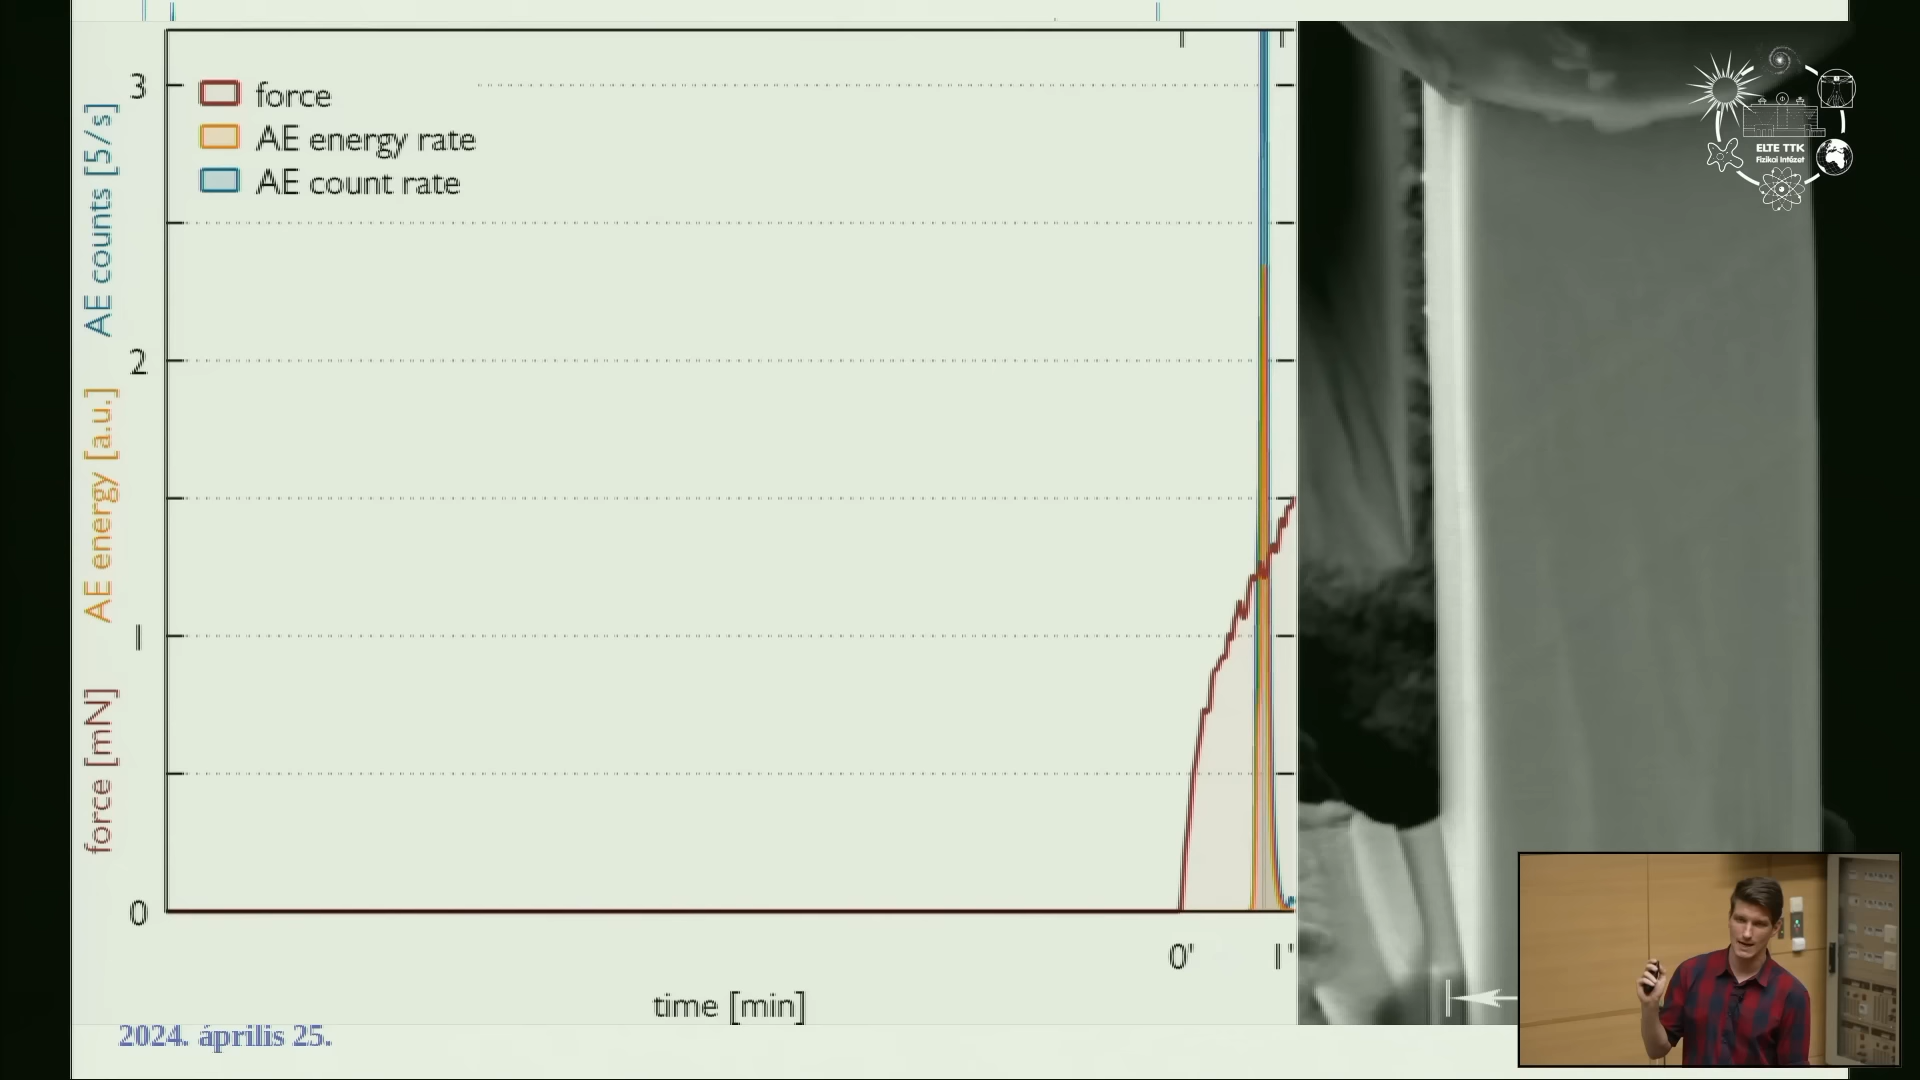 3
2
1
0
AE counts [5/s]
AE energy [a.u.]
force [mN]
force
AE energy rate
AE count rate
0' 1'
time [min]
2024. április 25.
ELTE TTK
Fizikai Intézet